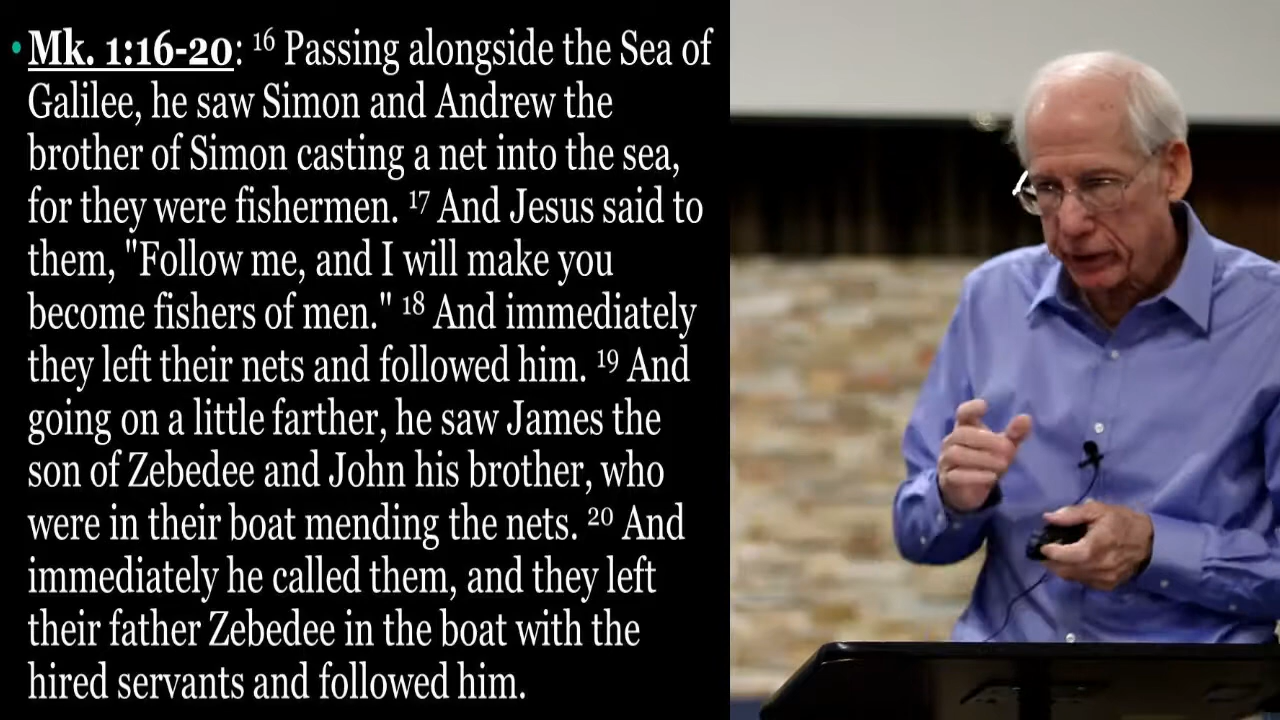 • Mk. 1:16-20: 16 Passing alongside the Sea of
Galilee, he saw Simon and Andrew the
brother of Simon casting a net into the sea,
for they were fishermen. 17 And Jesus said to
them, "Follow me, and I will make you
become fishers of men." 18 And immediately
they left their nets and followed him. 19 And
going on a little farther, he saw James the
son of Zebedee and John his brother, who
were in their boat mending the nets. 20 And
immediately he called them, and they left
their father Zebedee in the boat with the
hired servants and followed him.